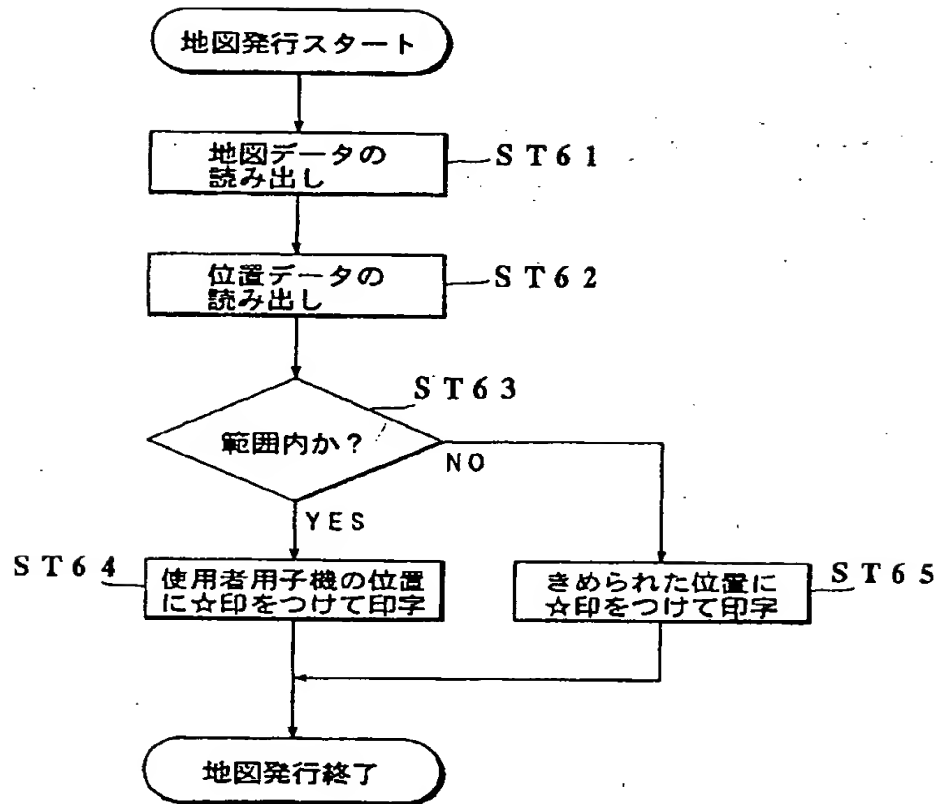 地図発行スタート
地図データの
読み出し
ST61
位置データの
読み出し
ST62
ST63
範囲内か?
NO
YES
ST64
使用者用子機の位置
に☆印をつけて印字
きめられた位置に
☆印をつけて印字
ST65
地図発行終了